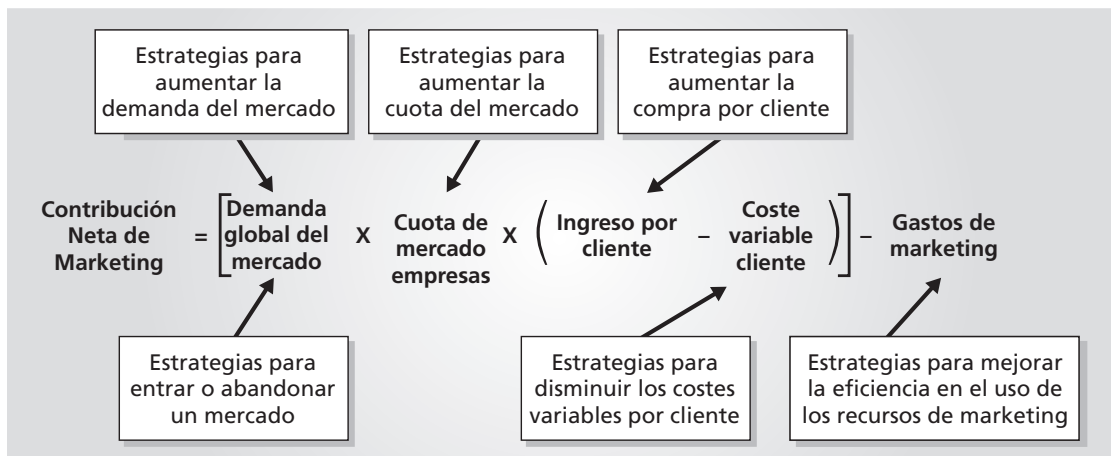 Estrategias para
aumentar la
demanda del mercado
Estrategias para
aumentar la
cuota del mercado
Estrategias para
aumentar la
compra por cliente
Contribución
Neta de
Marketing
=
[
Demanda
global del
mercado
X
Cuota de
mercado
empresas
X
(
Ingreso por
cliente
–
Coste
variable
cliente
)
]
–
Gastos de
marketing
Estrategias para
entrar o abandonar
un mercado
Estrategias para
disminuir los costes
variables por cliente
Estrategias para mejorar
la eficiencia en el uso de
los recursos de marketing